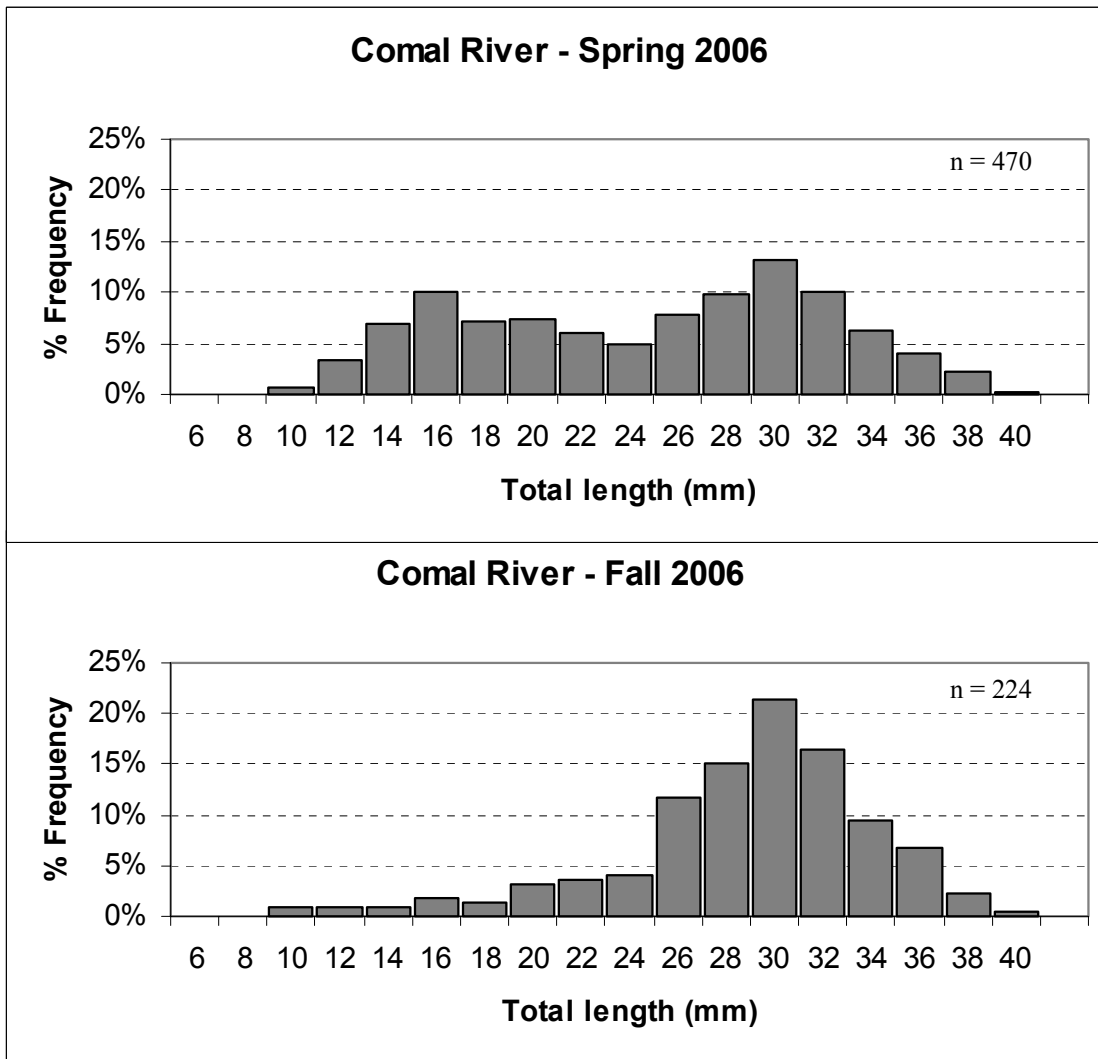 Comal River - Spring 2006
n = 470
% Frequency
25%
20%
15%
10%
5%
0%
6 8 10 12 14 16 18 20 22 24 26 28 30 32 34 36 38 40
Total length (mm)
Comal River - Fall 2006
n = 224
% Frequency
25%
20%
15%
10%
5%
0%
6 8 10 12 14 16 18 20 22 24 26 28 30 32 34 36 38 40
Total length (mm)